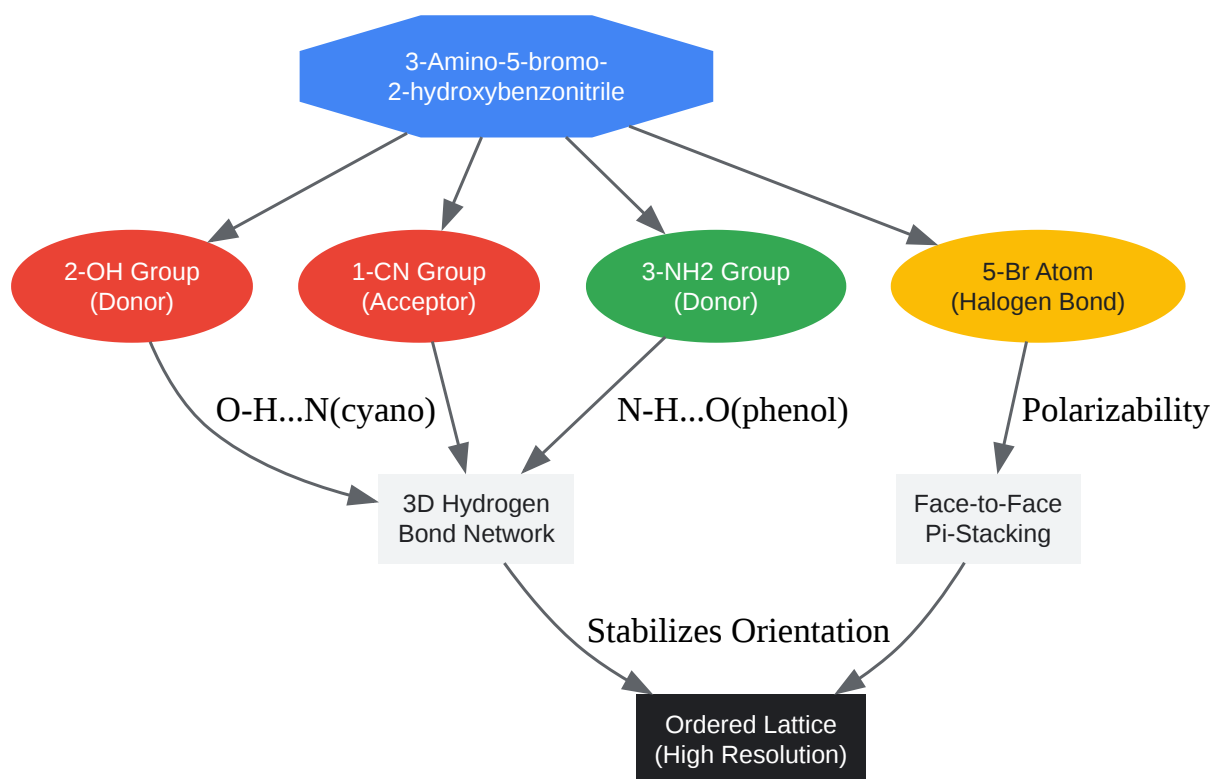 3-Amino-5-bromo-
2-hydroxybenzonitrile
2-OH Group
(Donor)
1-CN Group
(Acceptor)
3-NH2 Group
(Donor)
5-Br Atom
(Halogen Bond)
O-H...N(cyano)
N-H...O(phenol)
Polarizability
3D Hydrogen
Bond Network
Face-to-Face
Pi-Stacking
Stabilizes Orientation
Ordered Lattice
(High Resolution)